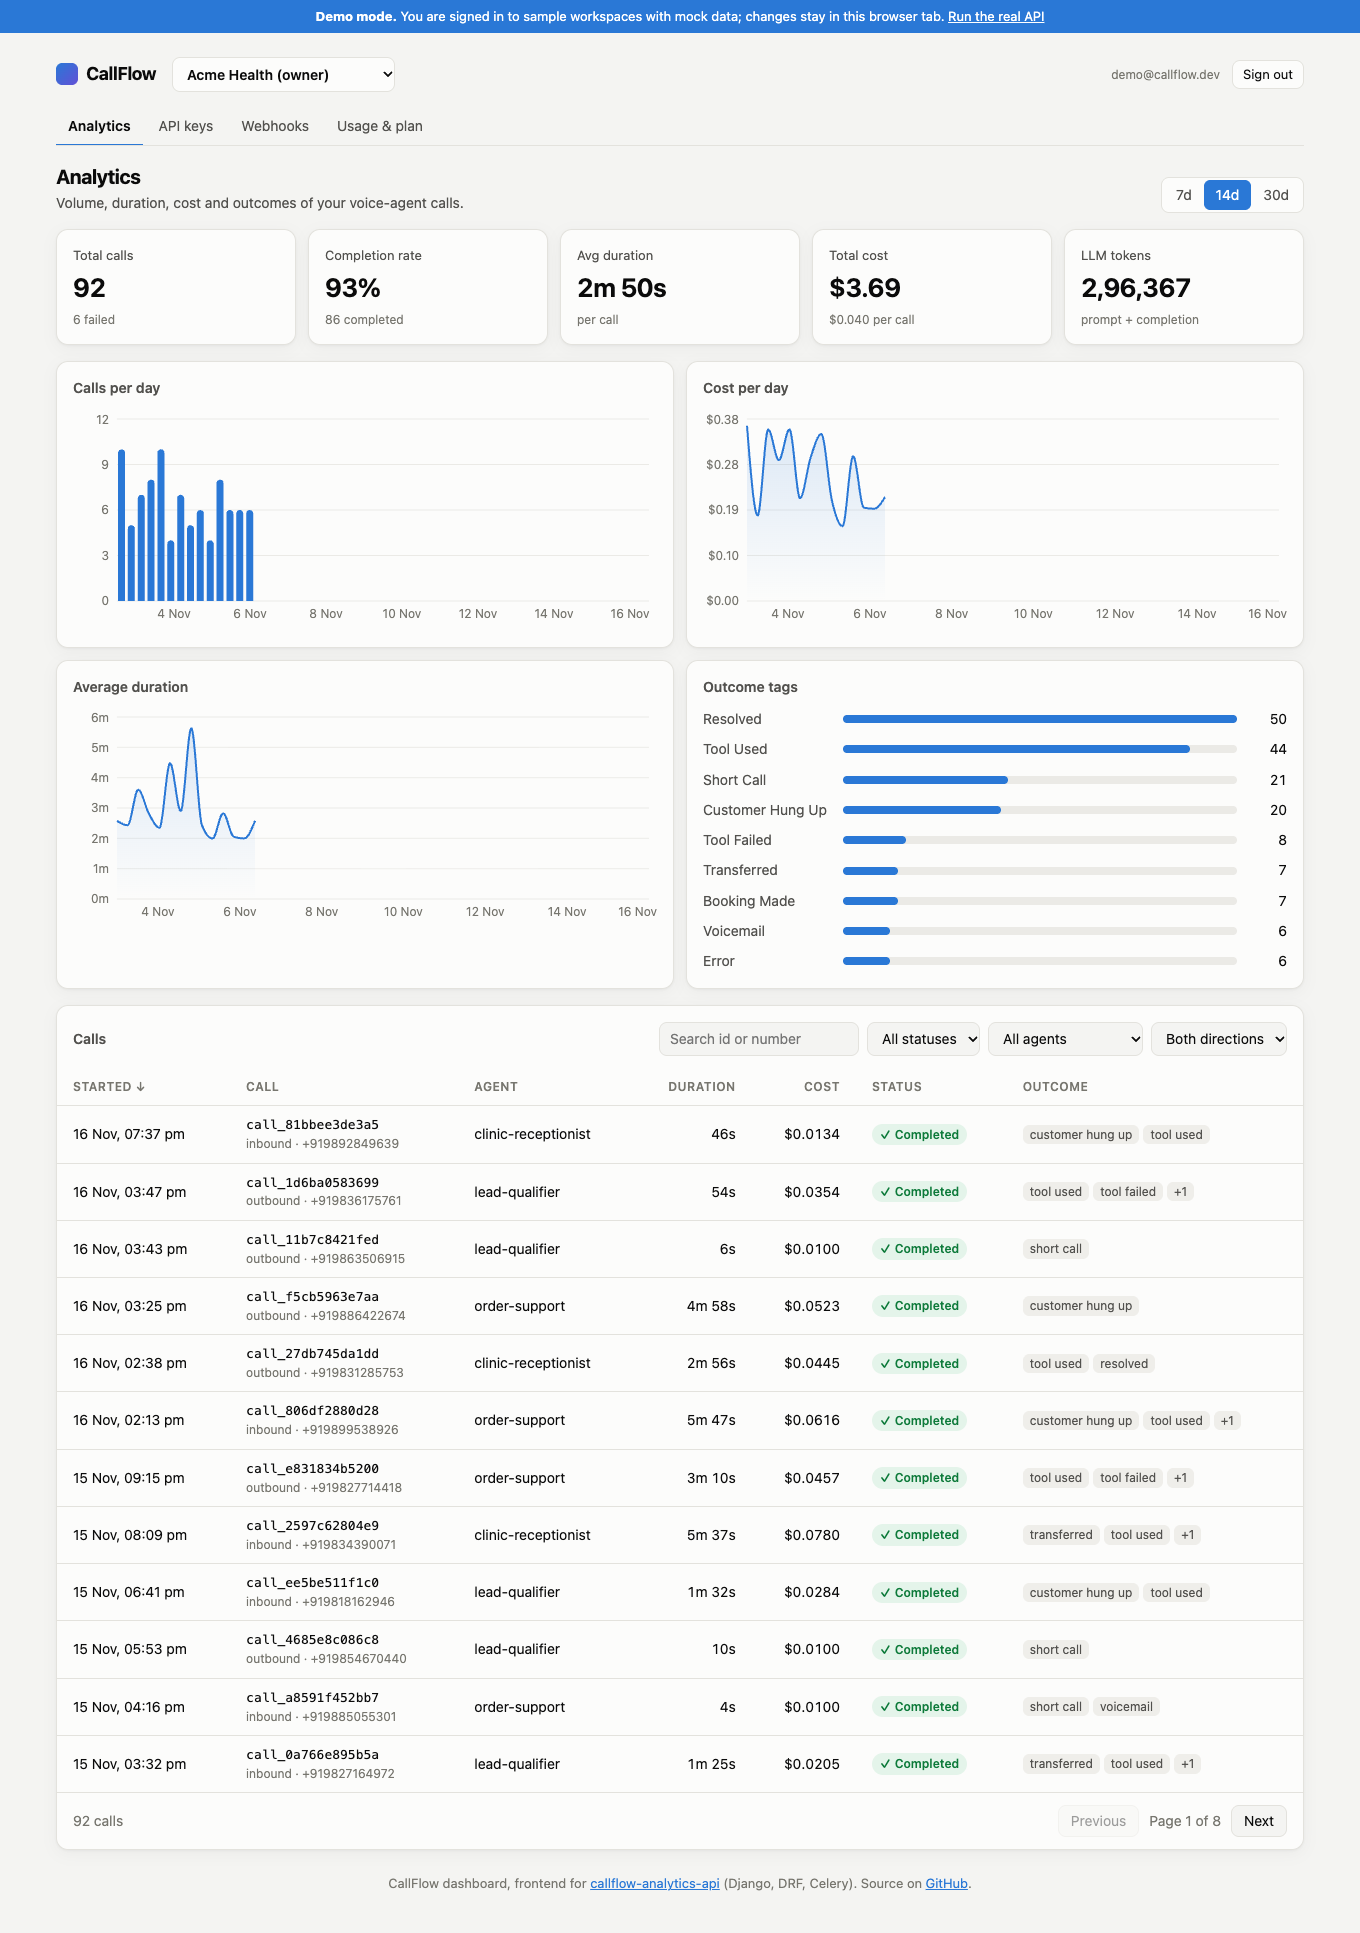 Demo mode. You are signed in to sample workspaces with mock data; changes stay in this browser tab. Run the real API
CallFlow
Acme Health (owner)
demo@callflow.dev
Sign out
Analytics
API keys
Webhooks
Usage & plan
Analytics
Volume, duration, cost and outcomes of your voice-agent calls.
7d
14d
30d
Total calls
92
6 failed
Completion rate
93%
86 completed
Avg duration
2m 50s
per call
Total cost
$3.69
$0.040 per call
LLM tokens
2,96,367
prompt + completion
Calls per day
12
9
6
3
0
4 Nov
6 Nov
8 Nov
10 Nov
12 Nov
14 Nov
16 Nov
Cost per day
$0.38
$0.28
$0.19
$0.10
$0.00
4 Nov
6 Nov
8 Nov
10 Nov
12 Nov
14 Nov
16 Nov
Average duration
6m
5m
4m
3m
2m
1m
0m
4 Nov
6 Nov
8 Nov
10 Nov
12 Nov
14 Nov
16 Nov
Outcome tags
Resolved 50
Tool Used 44
Short Call 21
Customer Hung Up 20
Tool Failed 8
Transferred 7
Booking Made 7
Voicemail 6
Error 6
Calls
Search id or number
All statuses
All agents
Both directions
STARTED ↓ CALL AGENT DURATION COST STATUS OUTCOME
16 Nov, 07:37 pm call_81bbee3de3a5 clinic-receptionist 46s $0.0134 ✓ Completed customer hung up tool used
inbound · +919892849639
16 Nov, 03:47 pm call_1d6ba0583699 lead-qualifier 54s $0.0354 ✓ Completed tool used tool failed +1
outbound · +919836175761
16 Nov, 03:43 pm call_11b7c8421fed lead-qualifier 6s $0.0100 ✓ Completed short call
outbound · +919863506915
16 Nov, 03:25 pm call_f5cb5963e7aa order-support 4m 58s $0.0523 ✓ Completed customer hung up
outbound · +919886422674
16 Nov, 02:38 pm call_27db745da1dd clinic-receptionist 2m 56s $0.0445 ✓ Completed tool used resolved
outbound · +919831285753
16 Nov, 02:13 pm call_806df2880d28 order-support 5m 47s $0.0616 ✓ Completed customer hung up tool used +1
inbound · +919899538926
15 Nov, 09:15 pm call_e831834b5200 order-support 3m 10s $0.0457 ✓ Completed tool used tool failed +1
outbound · +919827714418
15 Nov, 08:09 pm call_2597c62804e9 clinic-receptionist 5m 37s $0.0780 ✓ Completed transferred tool used +1
inbound · +919834390071
15 Nov, 06:41 pm call_ee5be511f1c0 lead-qualifier 1m 32s $0.0284 ✓ Completed customer hung up tool used
inbound · +919818162946
15 Nov, 05:53 pm call_4685e8c086c8 lead-qualifier 10s $0.0100 ✓ Completed short call
outbound · +919854670440
15 Nov, 04:16 pm call_a8591f452bb7 order-support 4s $0.0100 ✓ Completed short call voicemail
inbound · +919885055301
15 Nov, 03:32 pm call_0a766e895b5a lead-qualifier 1m 25s $0.0205 ✓ Completed transferred tool used +1
inbound · +919827164972
92 calls
Previous
Page 1 of 8
Next
CallFlow dashboard, frontend for callflow-analytics-api (Django, DRF, Celery). Source on GitHub.